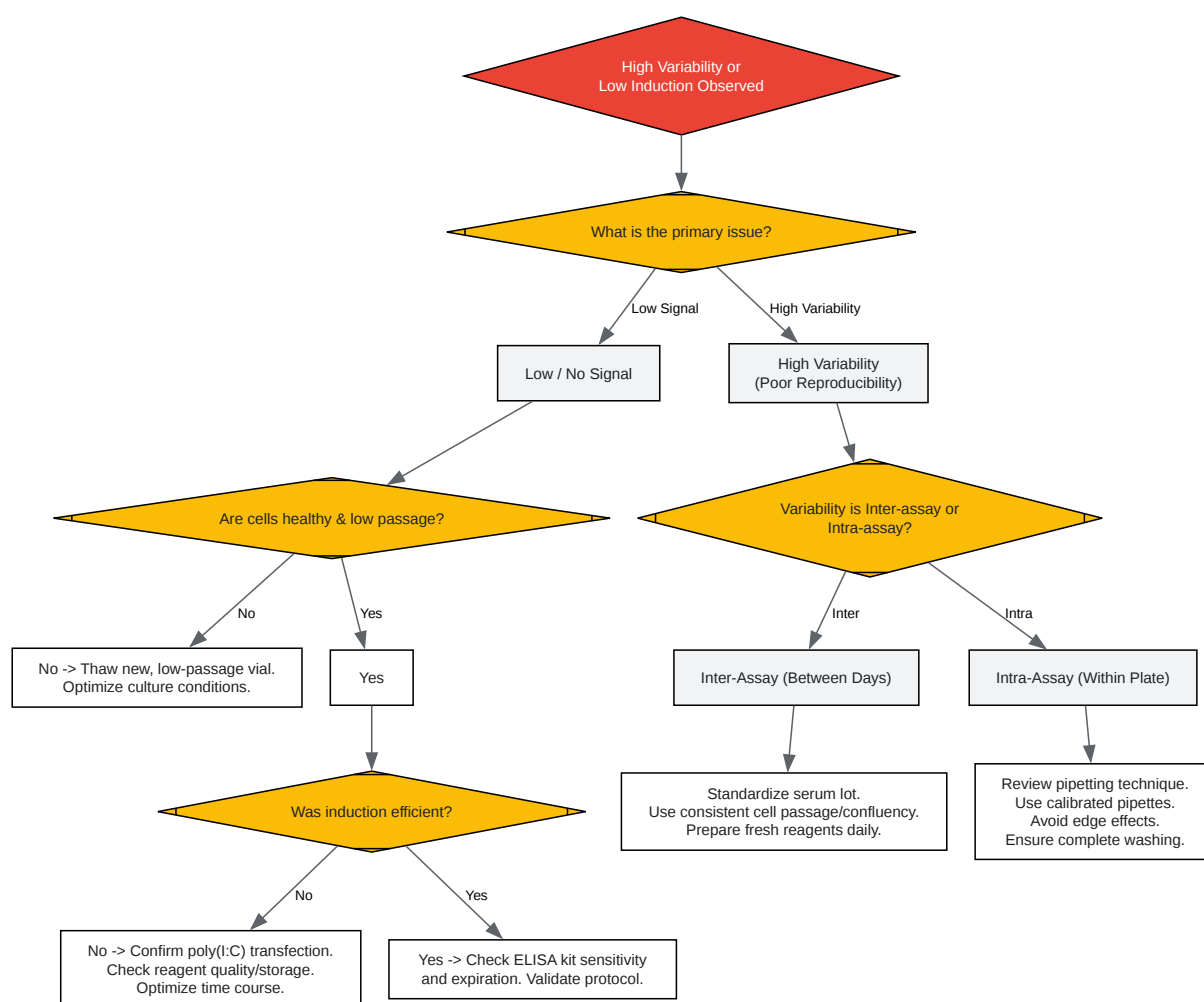 High Variability or
Low Induction Observed
What is the primary issue?
Low Signal
High Variability
Low / No Signal
High Variability
(Poor Reproducibility)
Are cells healthy & low passage?
Variability is Inter-assay or
Intra-assay?
No
Yes
Inter
Intra
No -> Thaw new, low-passage vial.
Optimize culture conditions.
Yes
Inter-Assay (Between Days)
Intra-Assay (Within Plate)
Was induction efficient?
Standardize serum lot.
Use consistent cell passage/confluency.
Prepare fresh reagents daily.
Review pipetting technique.
Use calibrated pipettes.
Avoid edge effects.
Ensure complete washing.
No
Yes
No -> Confirm poly(I:C) transfection.
Check reagent quality/storage.
Optimize time course.
Yes -> Check ELISA kit sensitivity
and expiration. Validate protocol.